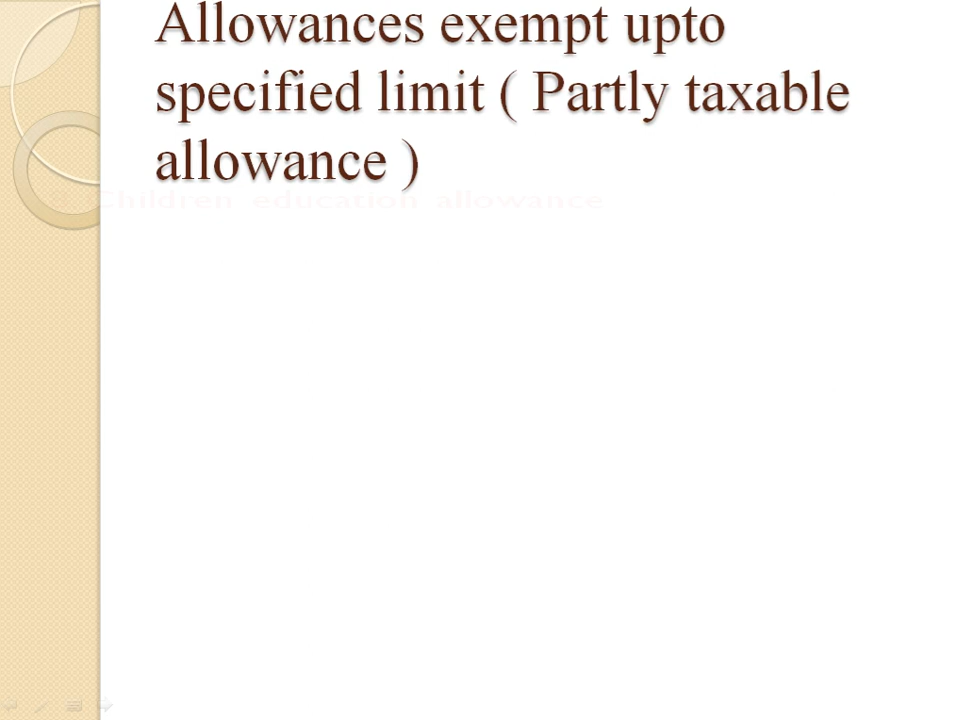 Allowances exempt upto
specified limit ( Partly taxable
allowance )
Children education allowance